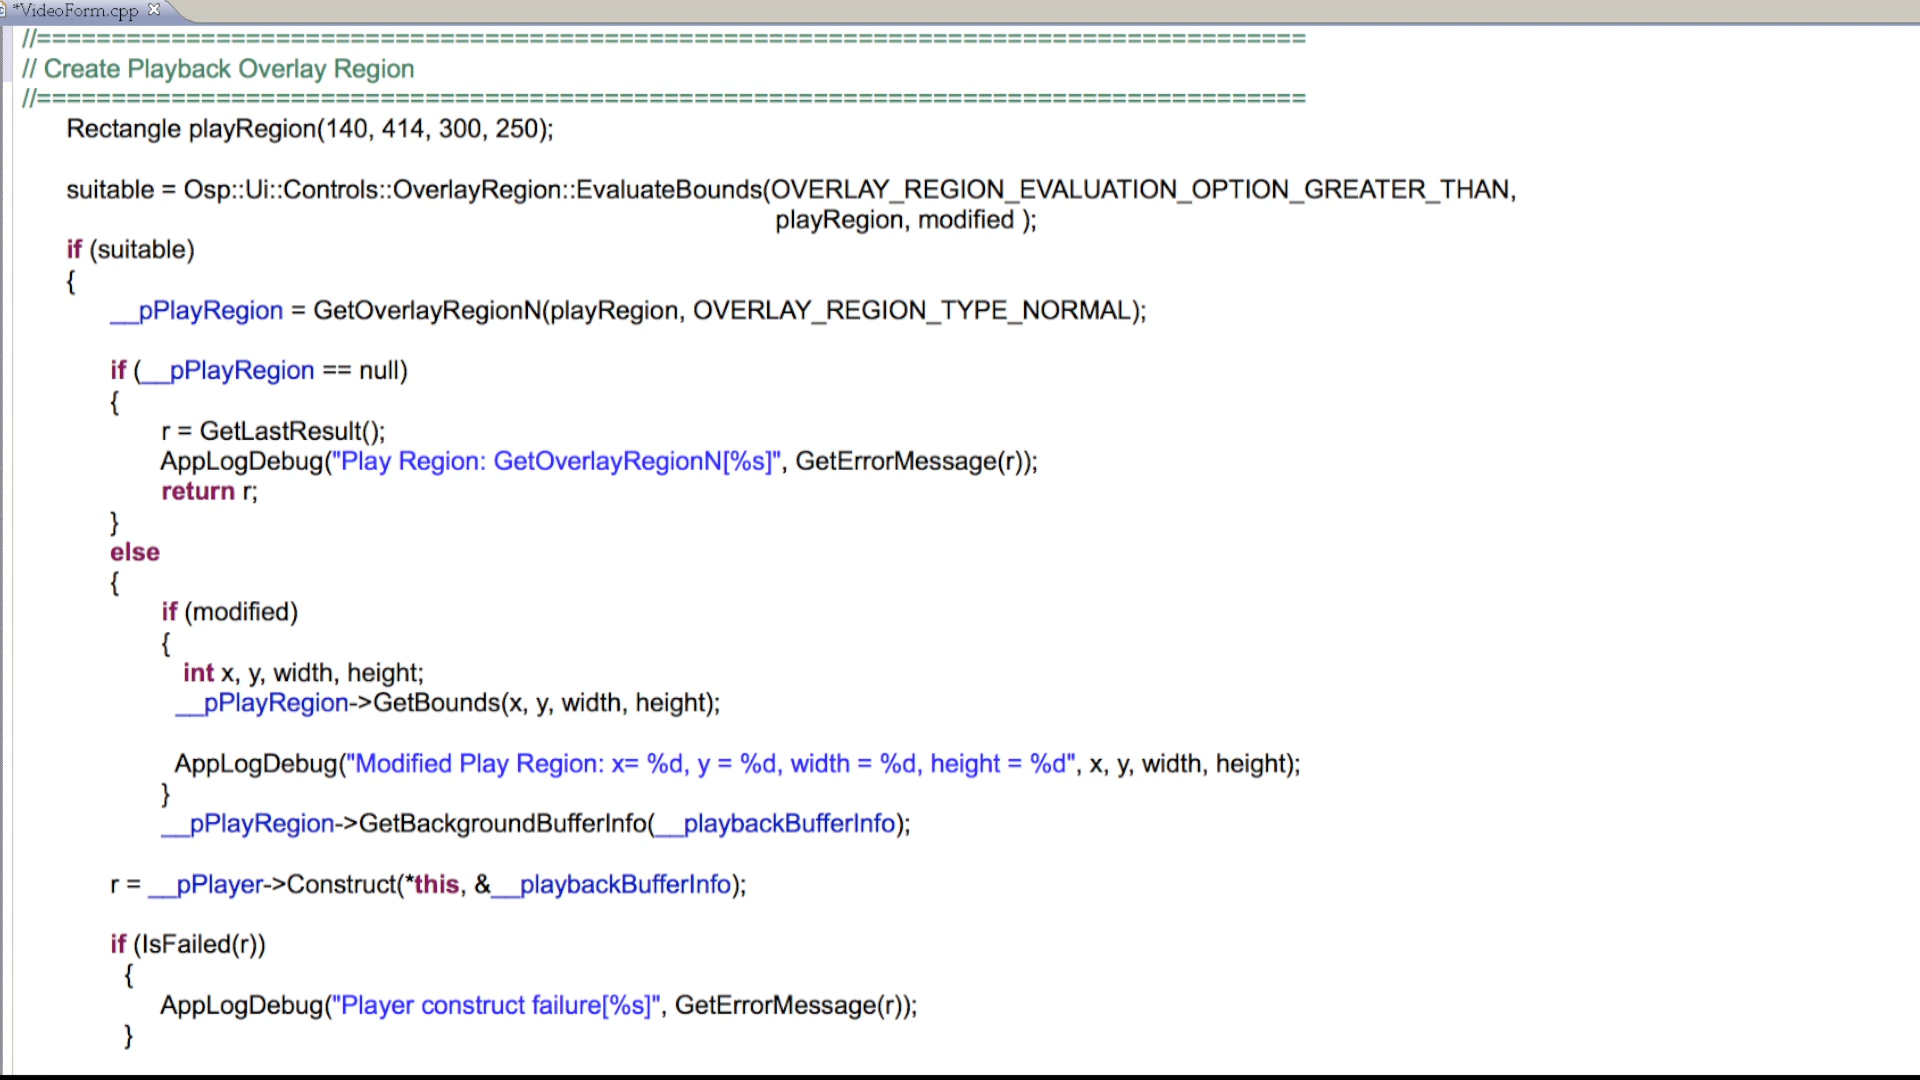 *VideoForm.cpp
//=====================================================================================
// Create Playback Overlay Region
//=====================================================================================
Rectangle playRegion(140, 414, 300, 250);
suitable = Osp::Ui::Controls::OverlayRegion::EvaluateBounds(OVERLAY_REGION_EVALUATION_OPTION_GREATER_THAN,
playRegion, modified );
if (suitable)
{
__pPlayRegion = GetOverlayRegionN(playRegion, OVERLAY_REGION_TYPE_NORMAL);
if (__pPlayRegion == null)
{
r = GetLastResult();
AppLogDebug("Play Region: GetOverlayRegionN[%s]", GetErrorMessage(r));
return r;
}
else
{
if (modified)
{
int x, y, width, height;
__pPlayRegion->GetBounds(x, y, width, height);
AppLogDebug("Modified Play Region: x= %d, y = %d, width = %d, height = %d", x, y, width, height);
}
__pPlayRegion->GetBackgroundBufferInfo(__playbackBufferInfo);
r = __pPlayer->Construct(*this, &__playbackBufferInfo);
if (IsFailed(r))
{
AppLogDebug("Player construct failure[%s]", GetErrorMessage(r));
}